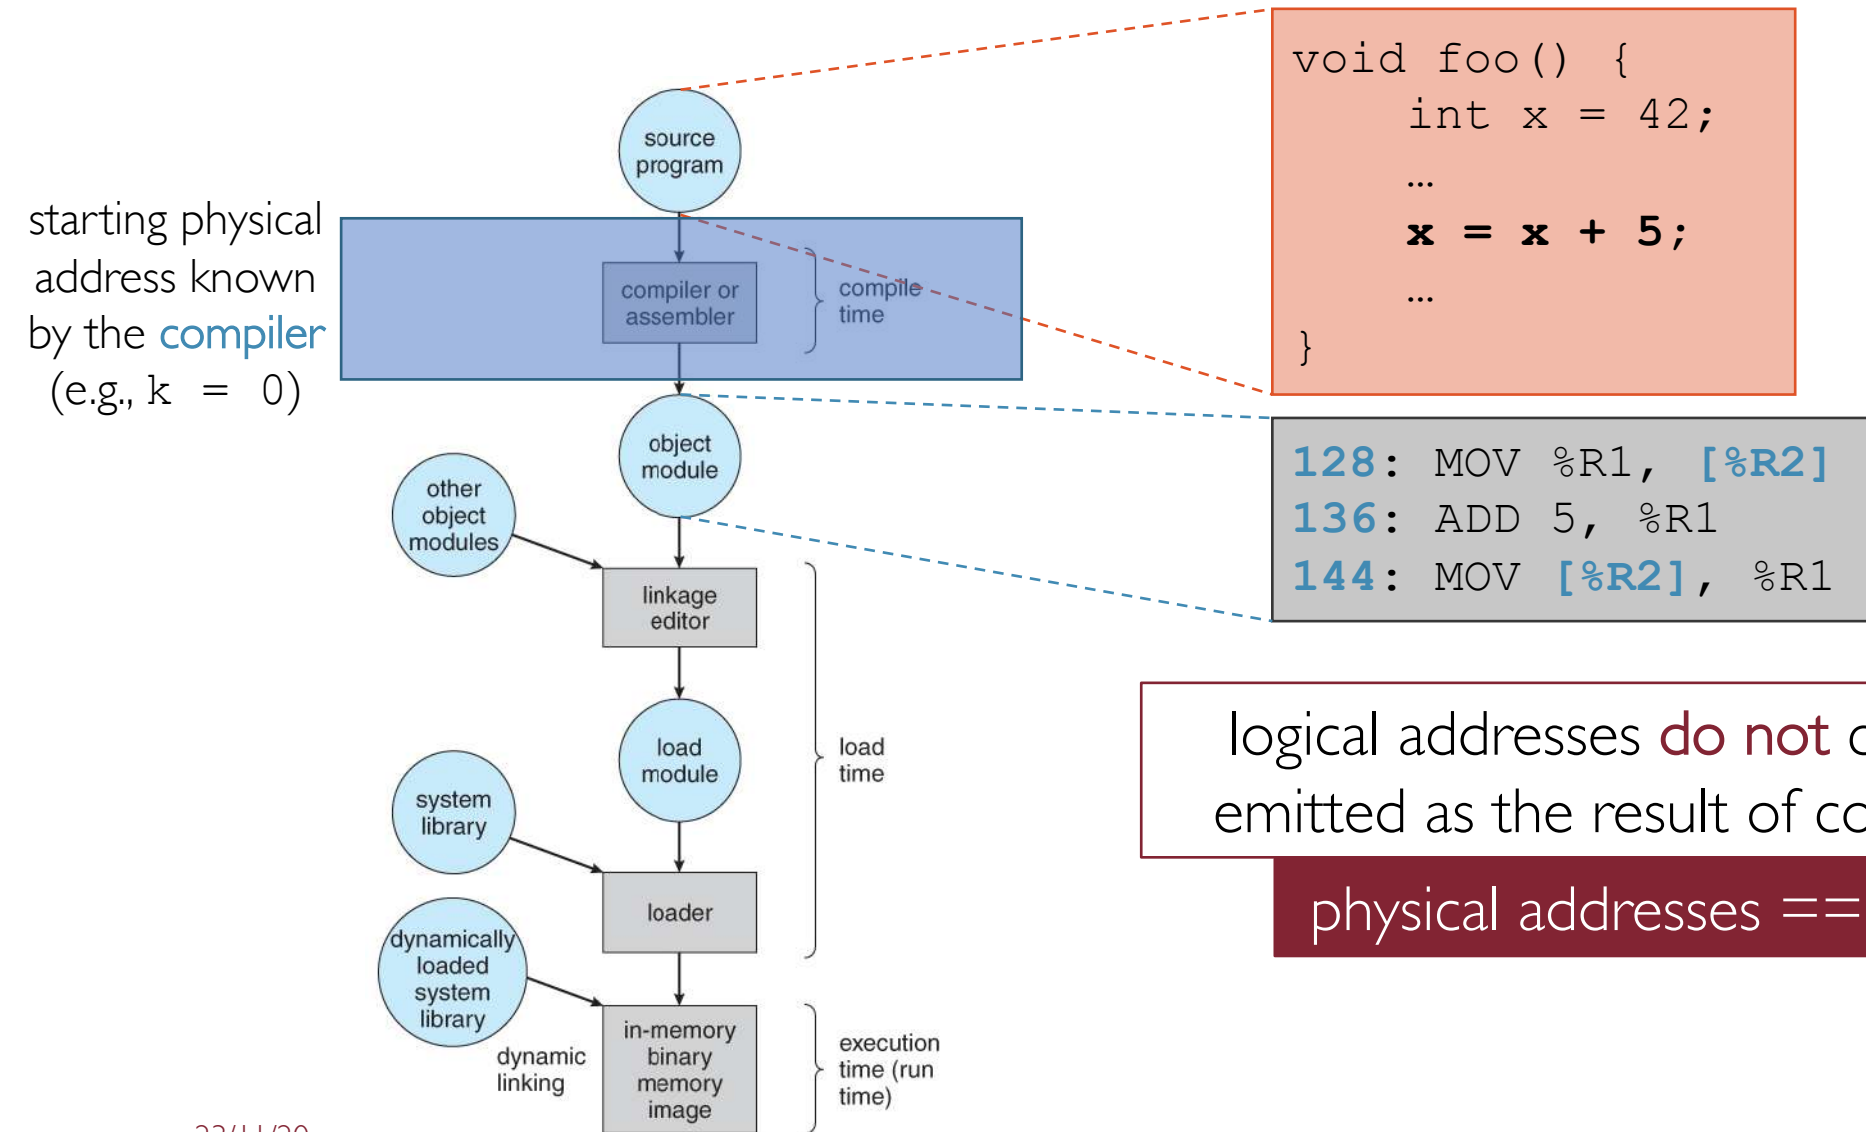 starting physical
address known
by the compiler
(e.g., k = 0)
source
program
compiler or
assembler
compile
time
object
module
other
object
modules
linkage
editor
load
module
load
time
system
library
loader
dynamically
loaded
system
library
dynamic
linking
in-memory
binary
memory
image
execution
time (run
time)
void foo() {
int x = 42;
…
x = x + 5;
…
}
128: MOV %R1, [%R2]
136: ADD 5, %R1
144: MOV [%R2], %R1
logical addresses do not
emitted as the result of
physical addresses ==